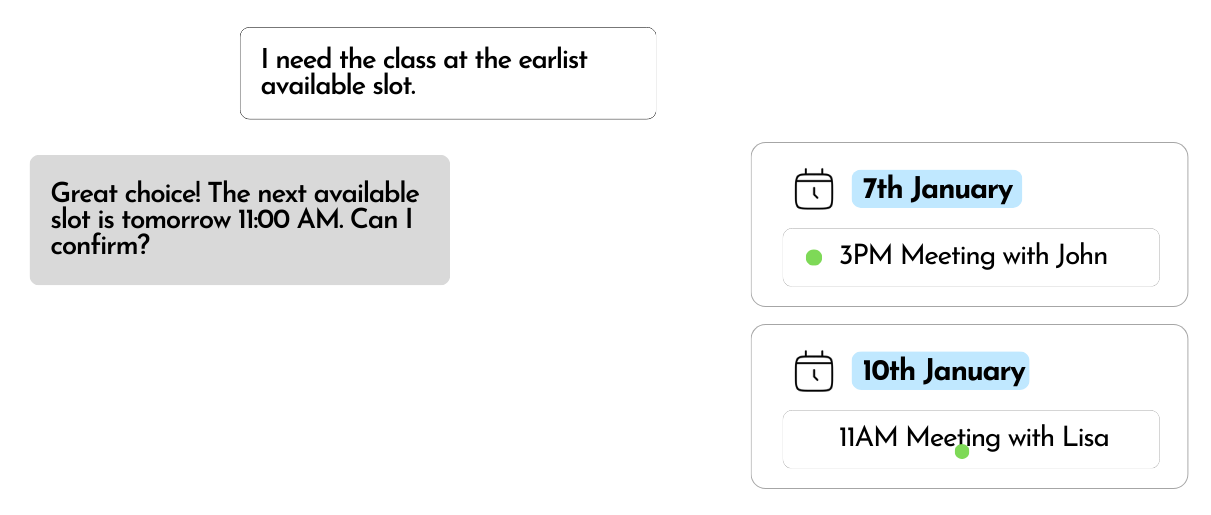 I need the class at the earlist
available slot.
Great choice! The next available
slot is tomorrow 11:00 AM. Can I
confirm?
7th January
3PM Meeting with John
10th January
11AM Meeting with Lisa